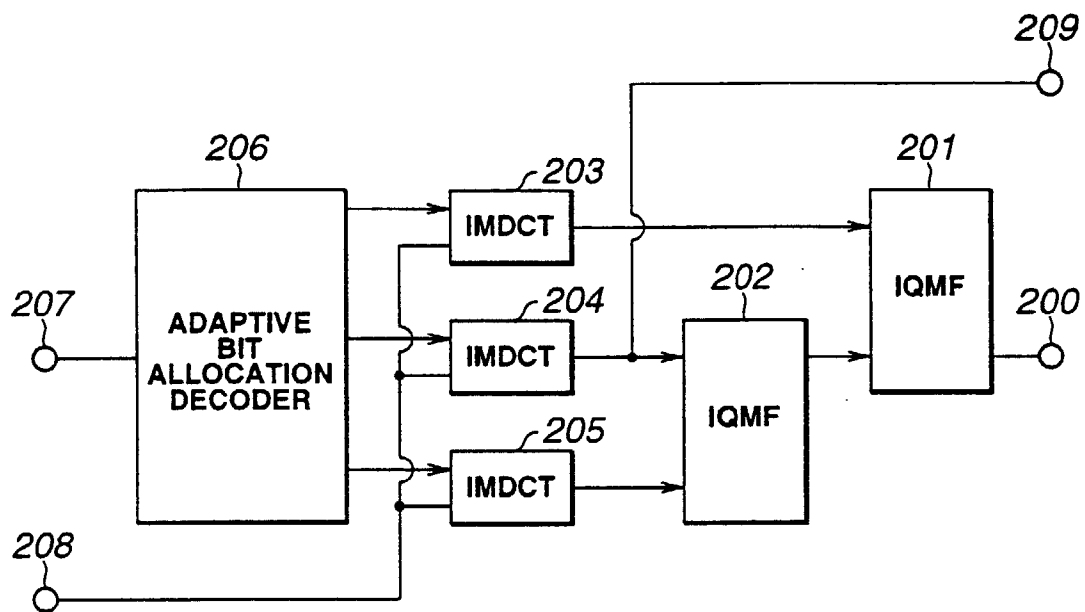 209
206
203
201
IMDCT
207
204
202
IQMF
200
ADAPTIVE
BIT
ALLOCATION
DECODER
IMDCT
205
IQMF
IMDCT
208